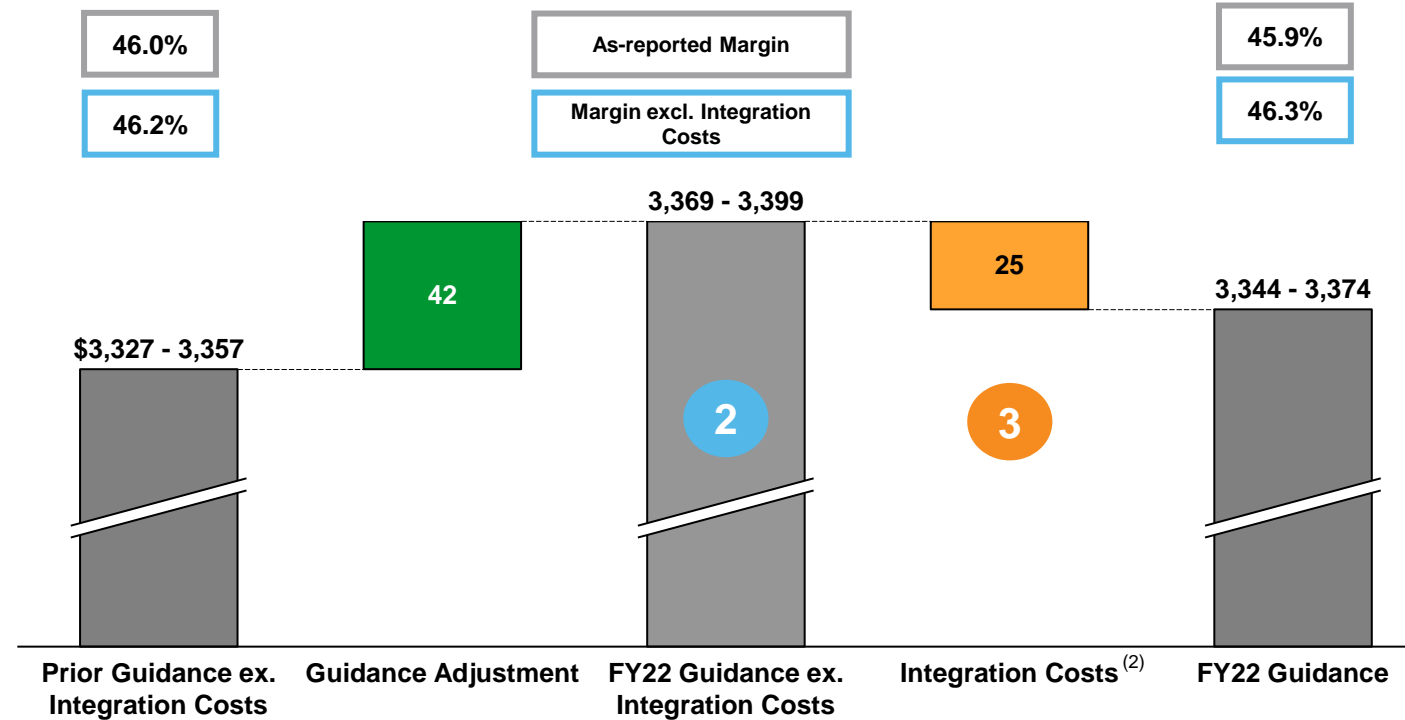 46.0%
As-reported Margin
45.9%
46.2%
Margin excl. Integration
Costs
46.3%
3,369 - 3,399
42
25
3,344 - 3,374
$3,327 - 3,357
2
3
Prior Guidance ex.
Integration Costs
Guidance Adjustment
FY22 Guidance ex.
Integration Costs
Integration Costs (2)
FY22 Guidance